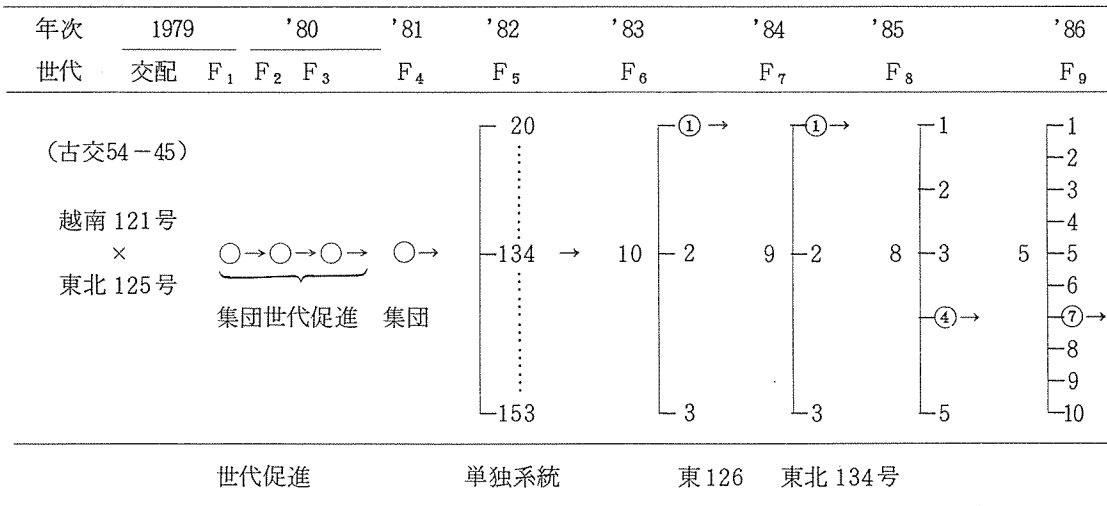 年次 1979 '80 '81 '82 '83 '84 '85 '86
世代 交配 F₁ F₂ F₃ F₄ F₅ F₆ F₇ F₈ F₉
20 ① → ① → 1 1
(古交54-45) 2
2 3
越南 121号 4
× ○→○→○→ ○→ 134 → 10 2 9 2 8 3 5 5
東北 125号 6
集団世代促進 集団 ④→ ⑦→
8
9
153 3 3 5 10
世代促進 単独系統 東126 東北 134号